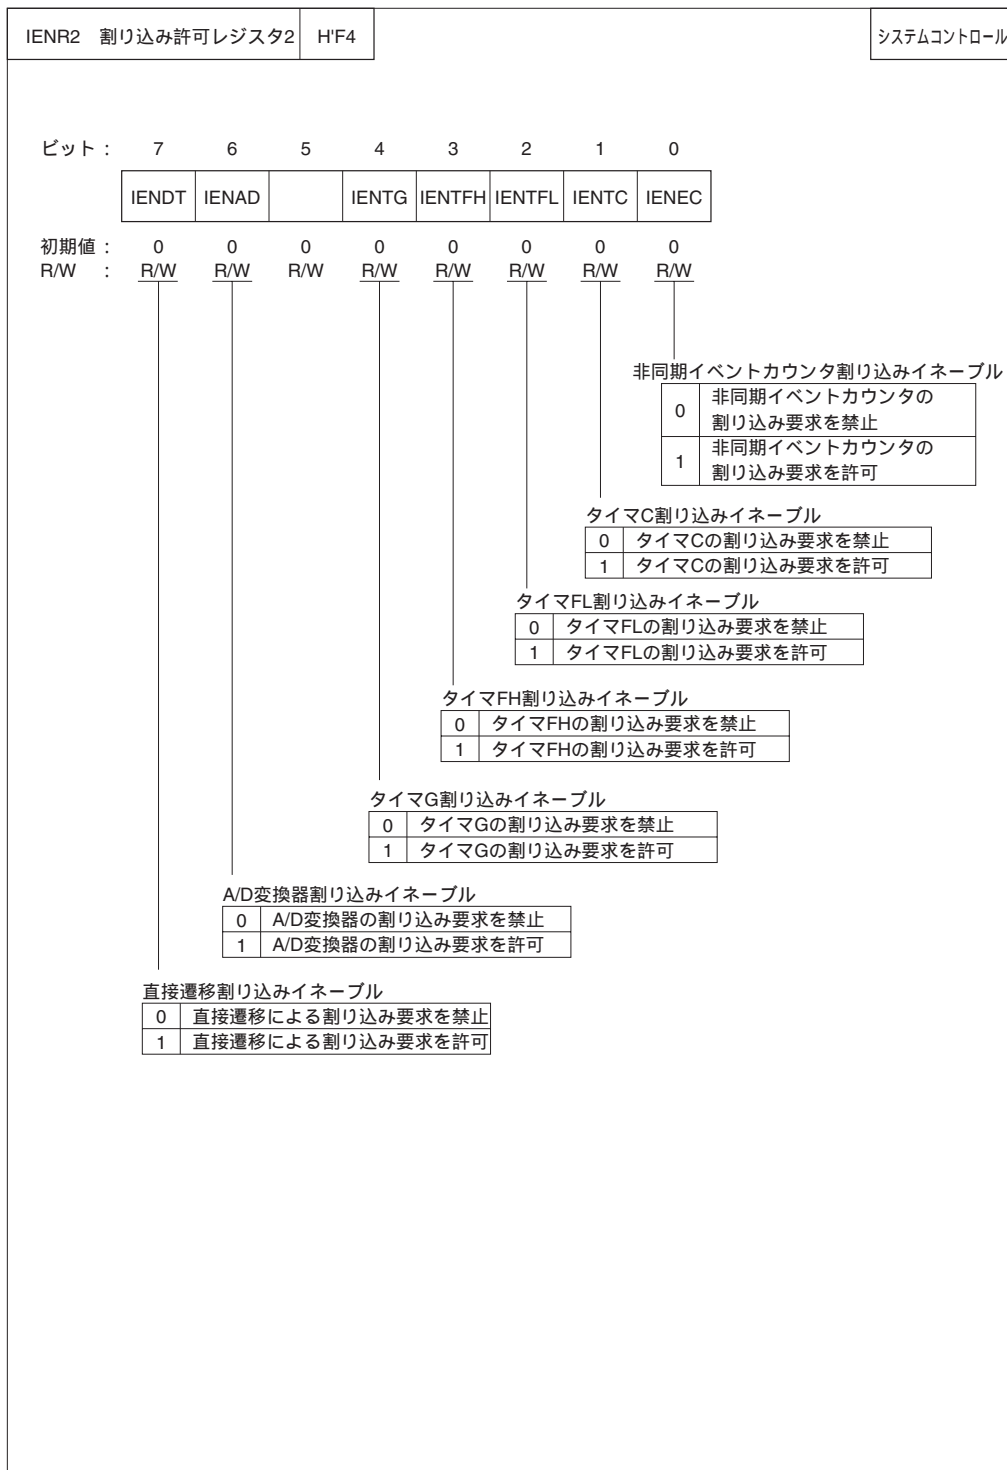 IENR2 割り込み許可レジスタ2 H'F4 システムコントロール
ビット： 7 6 5 4 3 2 1 0
IENDT IENAD IENTG IENTFH IENTFL IENTC IENEC
初期値： 0 0 0 0 0 0 0 0
R/W ： R/W R/W R/W R/W R/W R/W R/W R/W
非同期イベントカウンタ割り込みイネーブル
0 非同期イベントカウンタの
割り込み要求を禁止
1 非同期イベントカウンタの
割り込み要求を許可
タイマC割り込みイネーブル
0 タイマCの割り込み要求を禁止
1 タイマCの割り込み要求を許可
タイマFL割り込みイネーブル
0 タイマFLの割り込み要求を禁止
1 タイマFLの割り込み要求を許可
タイマFH割り込みイネーブル
0 タイマFHの割り込み要求を禁止
1 タイマFHの割り込み要求を許可
タイマG割り込みイネーブル
0 タイマGの割り込み要求を禁止
1 タイマGの割り込み要求を許可
A/D変換器割り込みイネーブル
0 A/D変換器の割り込み要求を禁止
1 A/D変換器の割り込み要求を許可
直接遷移割り込みイネーブル
0 直接遷移による割り込み要求を禁止
1 直接遷移による割り込み要求を許可